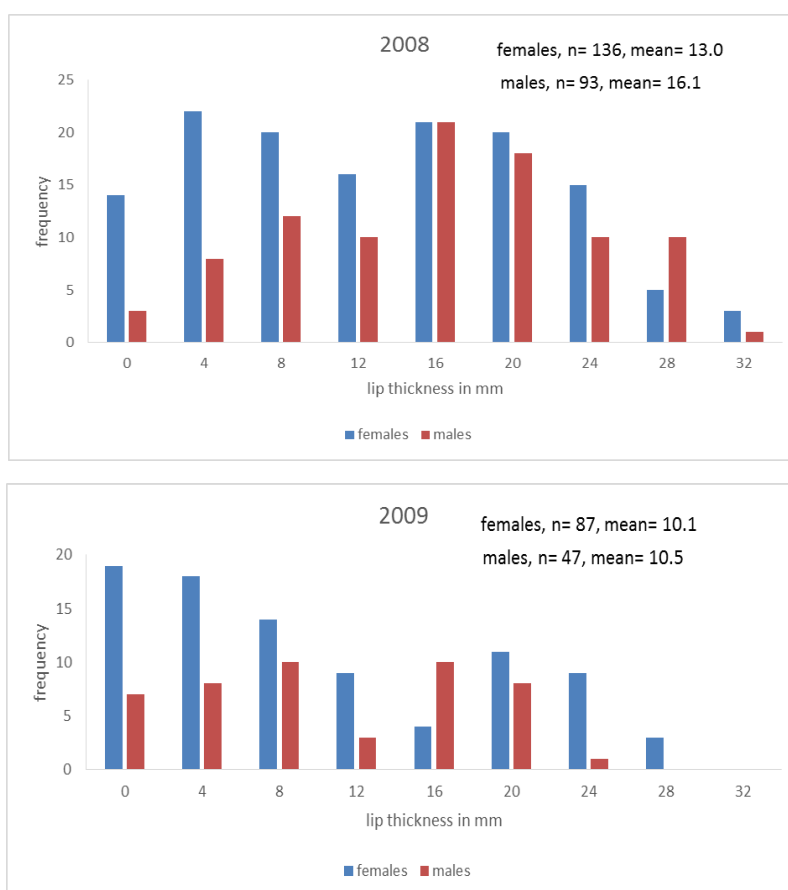 2008
females, n= 136, mean= 13.0
males, n= 93, mean= 16.1
25
20
15
10
5
0
frequency
0 4 8 12 16 20 24 28 32
lip thickness in mm
females males
2009
females, n= 87, mean= 10.1
males, n= 47, mean= 10.5
20
15
10
5
0
frequency
0 4 8 12 16 20 24 28 32
lip thickness in mm
females males